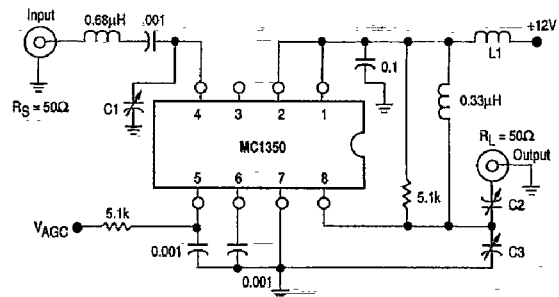 Input
0.68μH
.001
+12V
L1
0.1
C1
RS = 50Ω
4
3
2
1
0.33μH
MC1350
RL = 50Ω
Output
5
6
7
8
C2
5.1k
5.1k
VAGC
C3
0.001
0.001